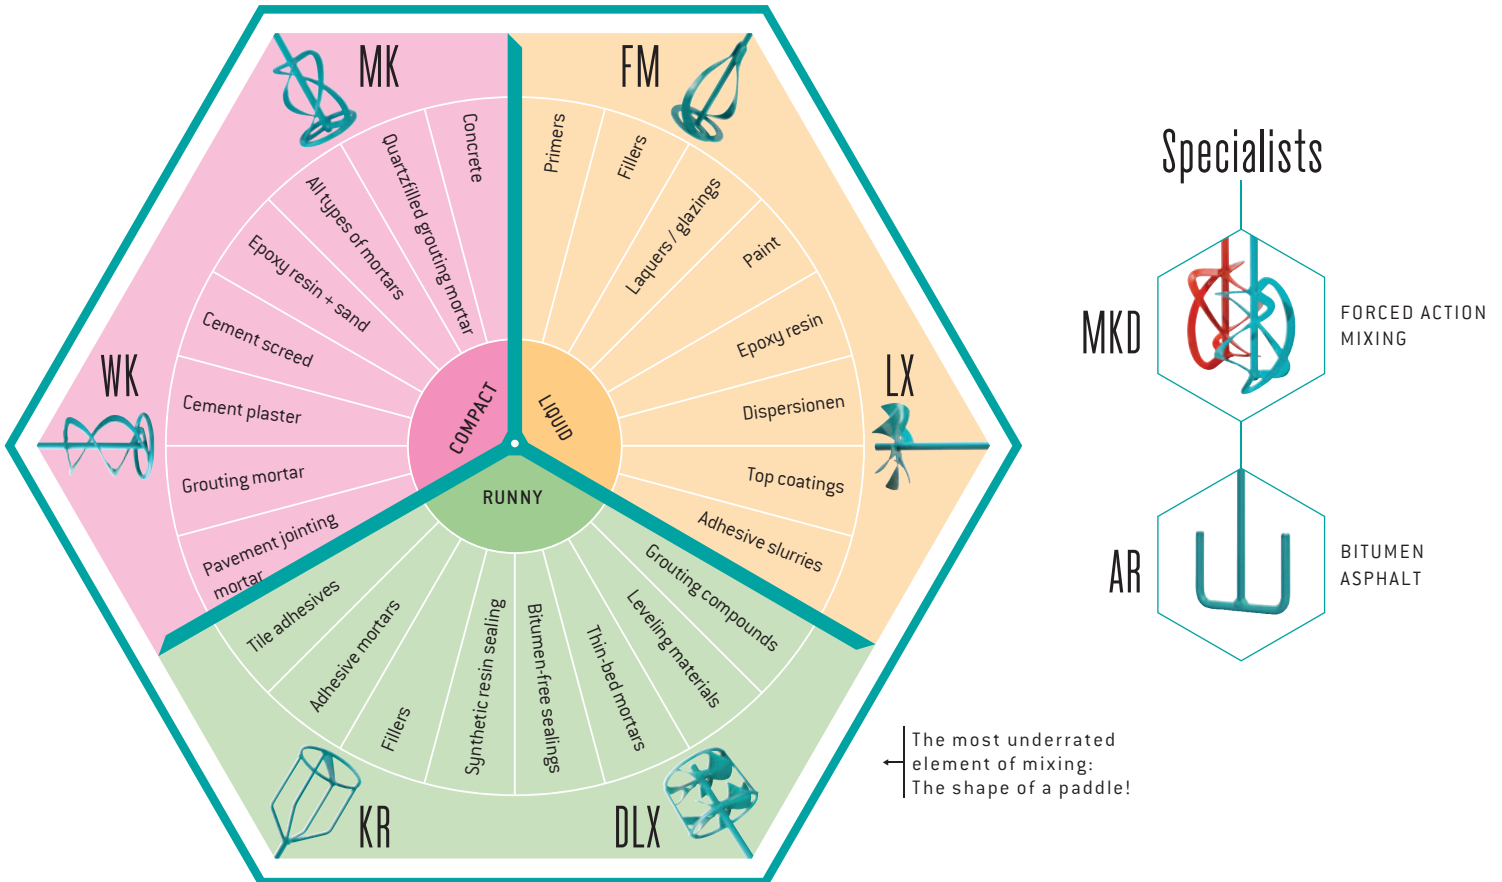 MK
FM
Concrete
Quartzfilled grouting mortar
All types of mortars
Epoxy resin + sand
Cement screed
Cement plaster
Grouting mortar
Pavement jointing
mortar
WK
COMPACT
Primers
Fillers
Laquers / glazings
Paint
Epoxy resin
Dispersionen
Top coatings
Adhesive slurries
LX
LIQUID
RUNNY
Tile adhesives
Adhesive mortars
Fillers
Synthetic resin sealing
Bitumen-free sealings
Thin-bed mortars
Leveling materials
Grouting compounds
KR
DLX
The most underrated
element of mixing:
The shape of a paddle!
Specialists
MKD
FORCED ACTION
MIXING
AR
BITUMEN
ASPHALT